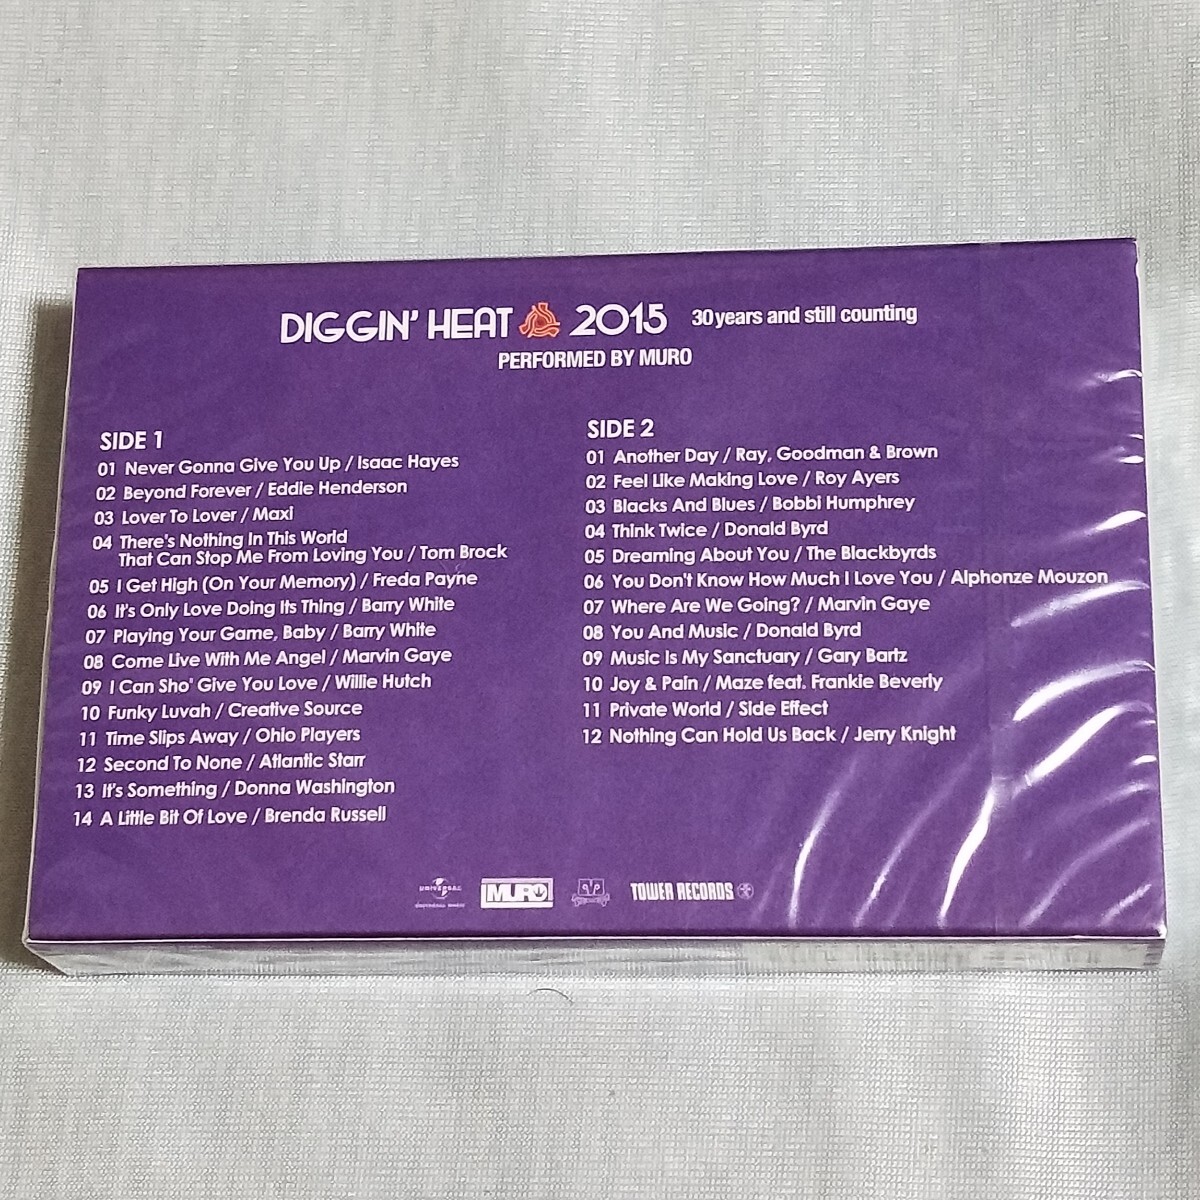 DIGGIN' HEAT 2015 30years and still counting
PERFORMED BY MURO
SIDE 1
01 Never Gonna Give You Up / Isaac Hayes
02 Beyond Forever / Eddie Henderson
03 Lover To Lover / Maxi
04 There's Nothing In This World
That Can Stop Me From Loving You / Tom Brock
05 I Get High (On Your Memory) / Freda Payne
06 It's Only Love Doing Its Thing / Barry White
07 Playing Your Game, Baby / Barry White
08 Come Live With Me Angel / Marvin Gaye
09 I Can Sho' Give You Love / Willie Hutch
10 Funky Luvah / Creative Source
11 Time Slips Away / Ohio Players
12 Second To None / Atlantic Starr
13 It's Something / Donna Washington
14 A Little Bit Of Love / Brenda Russell
SIDE 2
01 Another Day / Ray, Goodman & Brown
02 Feel Like Making Love / Roy Ayers
03 Blacks And Blues / Bobbi Humphrey
04 Think Twice / Donald Byrd
05 Dreaming About You / The Blackbyrds
06 You Don't Know How Much I Love You / Alphonze Mouzon
07 Where Are We Going? / Marvin Gaye
08 You And Music / Donald Byrd
09 Music Is My Sanctuary / Gary Bartz
10 Joy & Pain / Maze feat. Frankie Beverly
11 Private World / Side Effect
12 Nothing Can Hold Us Back / Jerry Knight
UNIVERSAL
UNIVERSAL MUSIC
MURO
TOWER RECORDS